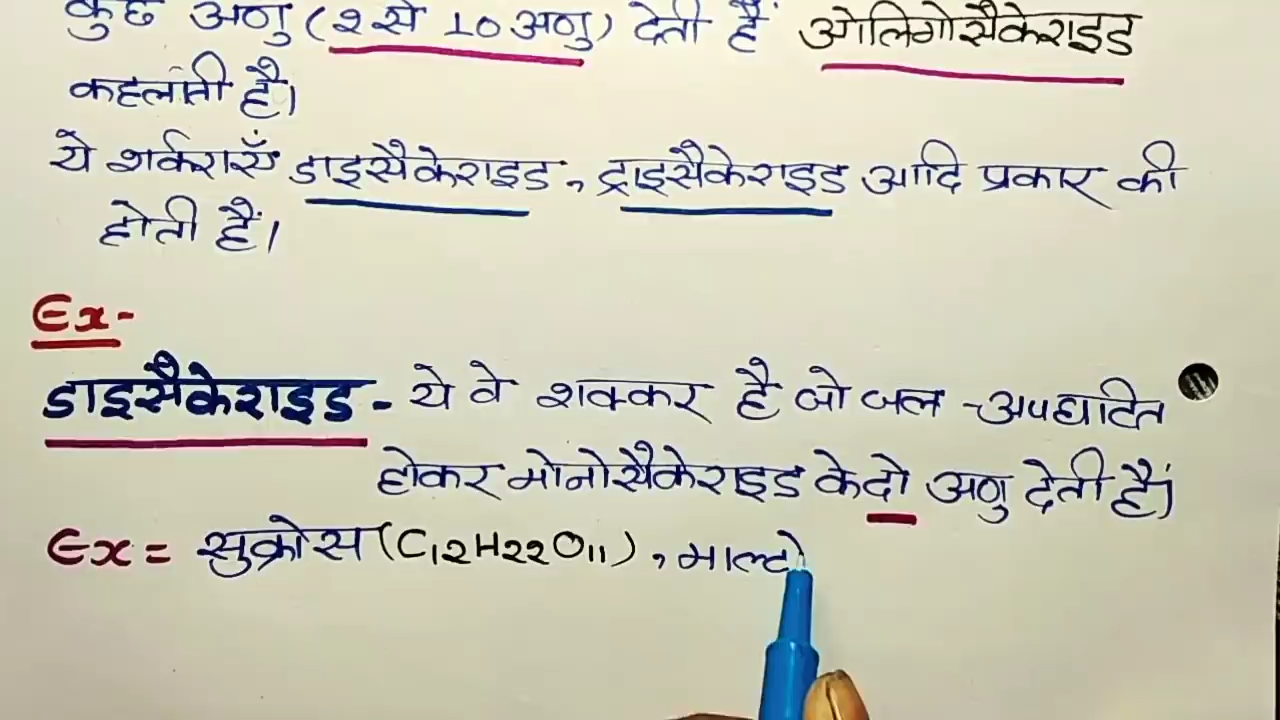 कुछ अणु (2 से 10 अणु) देती हैं ओलिगोसैकेराइड
कहलाती है।
ये शर्कराएँ डाइसैकेराइड, ट्राइसैकेराइड आदि प्रकार की
होती हैं।
Ex-
डाइसैकेराइड - ये वे शक्कर है जो जल-अपघटित
होकर मोनोसैकेराइड के दो अणु देती हैं।
Ex = सुक्रोस (C12H22O11), माल्टो